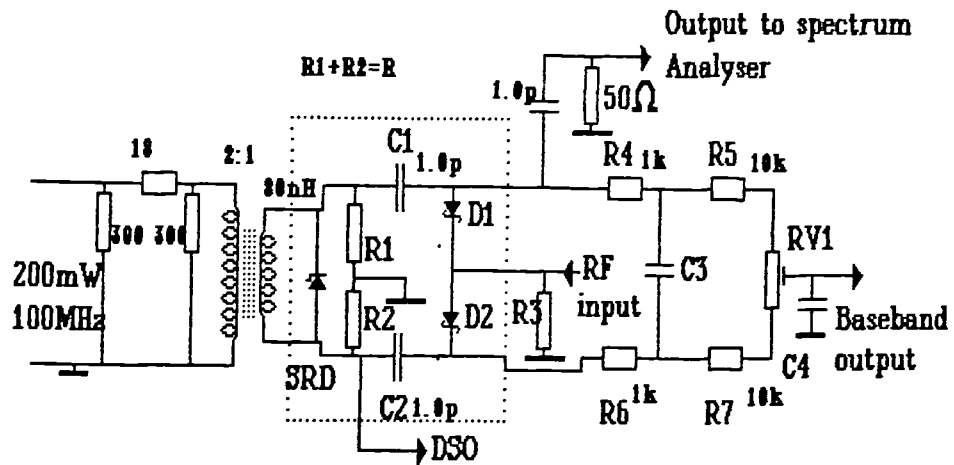 Output to spectrum
Analyser
R1+R2=R
1.0p
50Ω
18
2:1
C1
1.0p
R4 1k
R5 10k
30nH
D1
300 300
R1
RV1
200mW
100MHz
RF
input
C3
R2
D2
R3
Baseband
output
C4
SRD
C2 1.0p
R6 1k
R7 10k
DSO